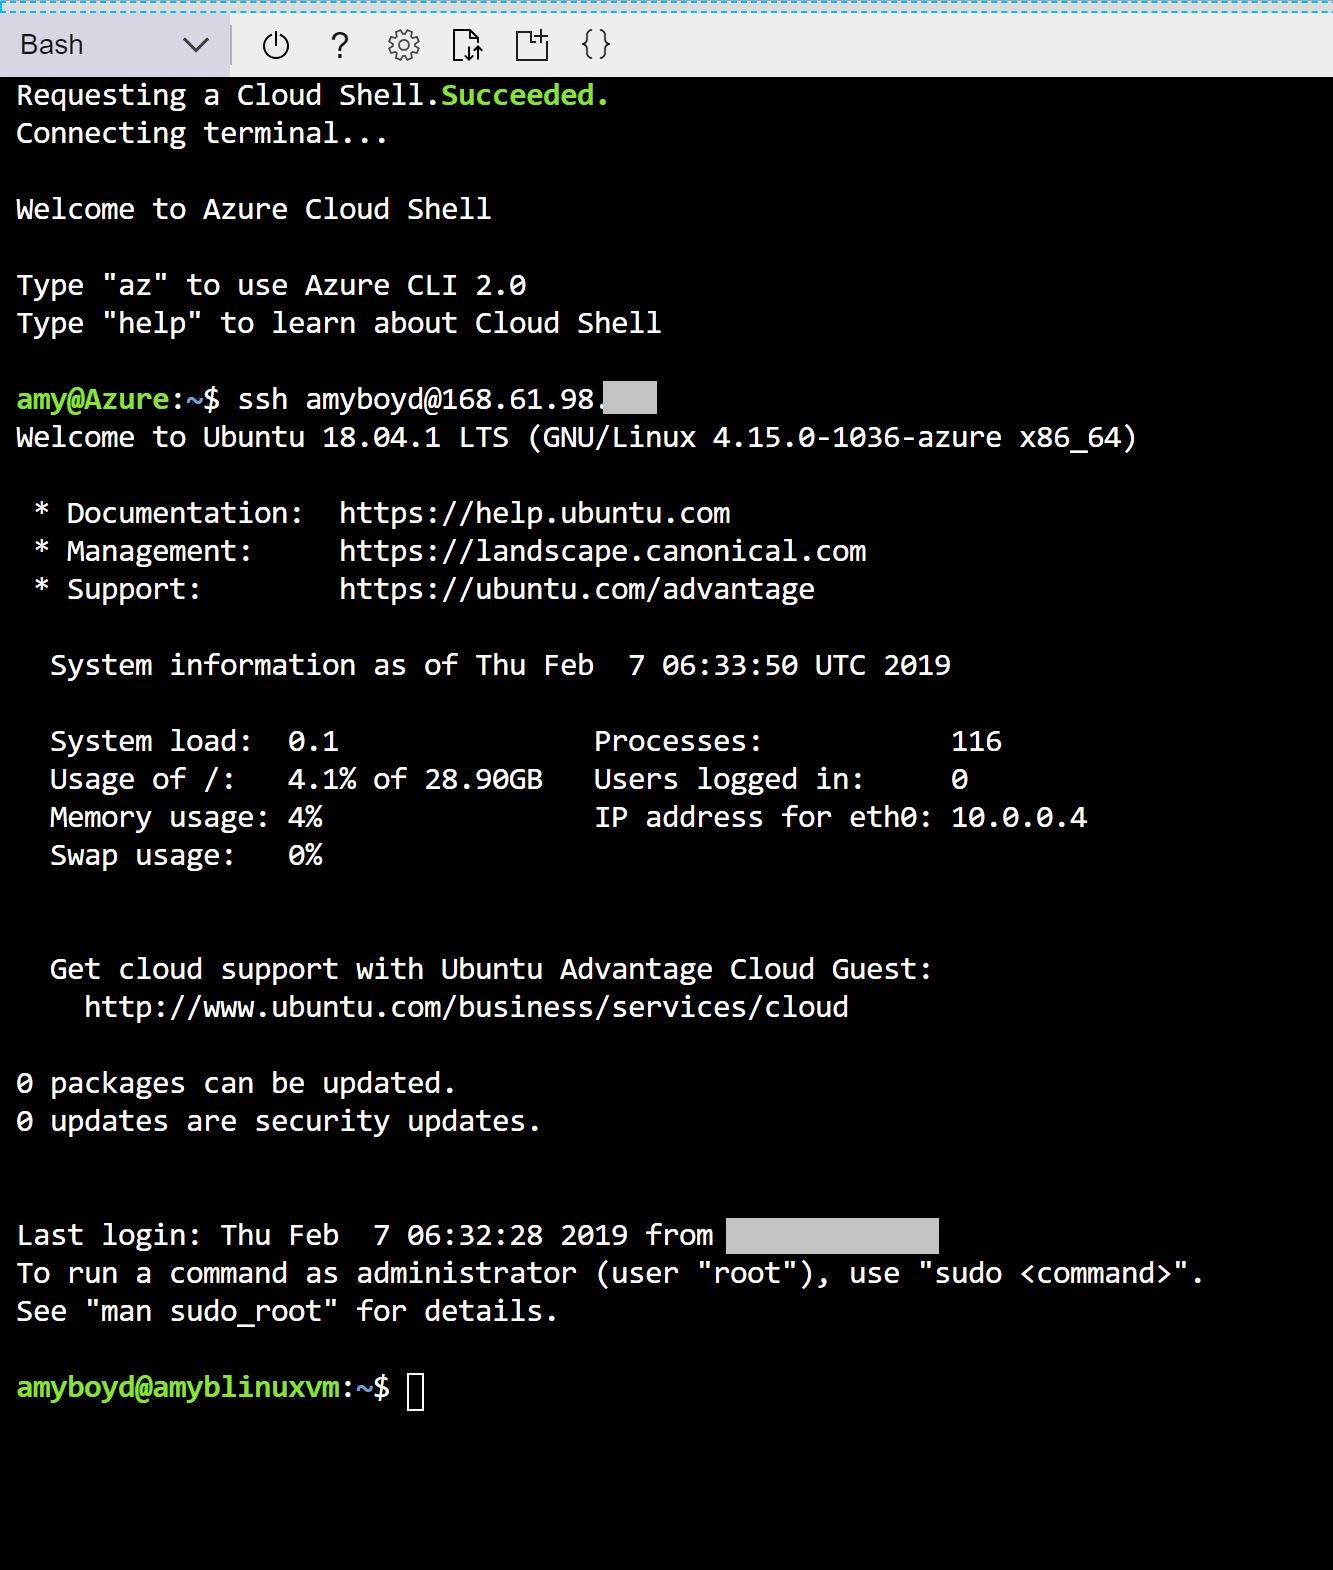 Bash
Requesting a Cloud Shell.Succeeded.
Connecting terminal...
Welcome to Azure Cloud Shell
Type "az" to use Azure CLI 2.0
Type "help" to learn about Cloud Shell
amy@Azure:~$ ssh amyboyd@168.61.98.
Welcome to Ubuntu 18.04.1 LTS (GNU/Linux 4.15.0-1036-azure x86_64)
* Documentation:  https://help.ubuntu.com
* Management:     https://landscape.canonical.com
* Support:        https://ubuntu.com/advantage
System information as of Thu Feb  7 06:33:50 UTC 2019
System load:  0.1               Processes:           116
Usage of /:   4.1% of 28.90GB   Users logged in:     0
Memory usage: 4%                IP address for eth0: 10.0.0.4
Swap usage:   0%
Get cloud support with Ubuntu Advantage Cloud Guest:
http://www.ubuntu.com/business/services/cloud
0 packages can be updated.
0 updates are security updates.
Last login: Thu Feb  7 06:32:28 2019 from
To run a command as administrator (user "root"), use "sudo <command>".
See "man sudo_root" for details.
amyboyd@amyblinuxvm:~$